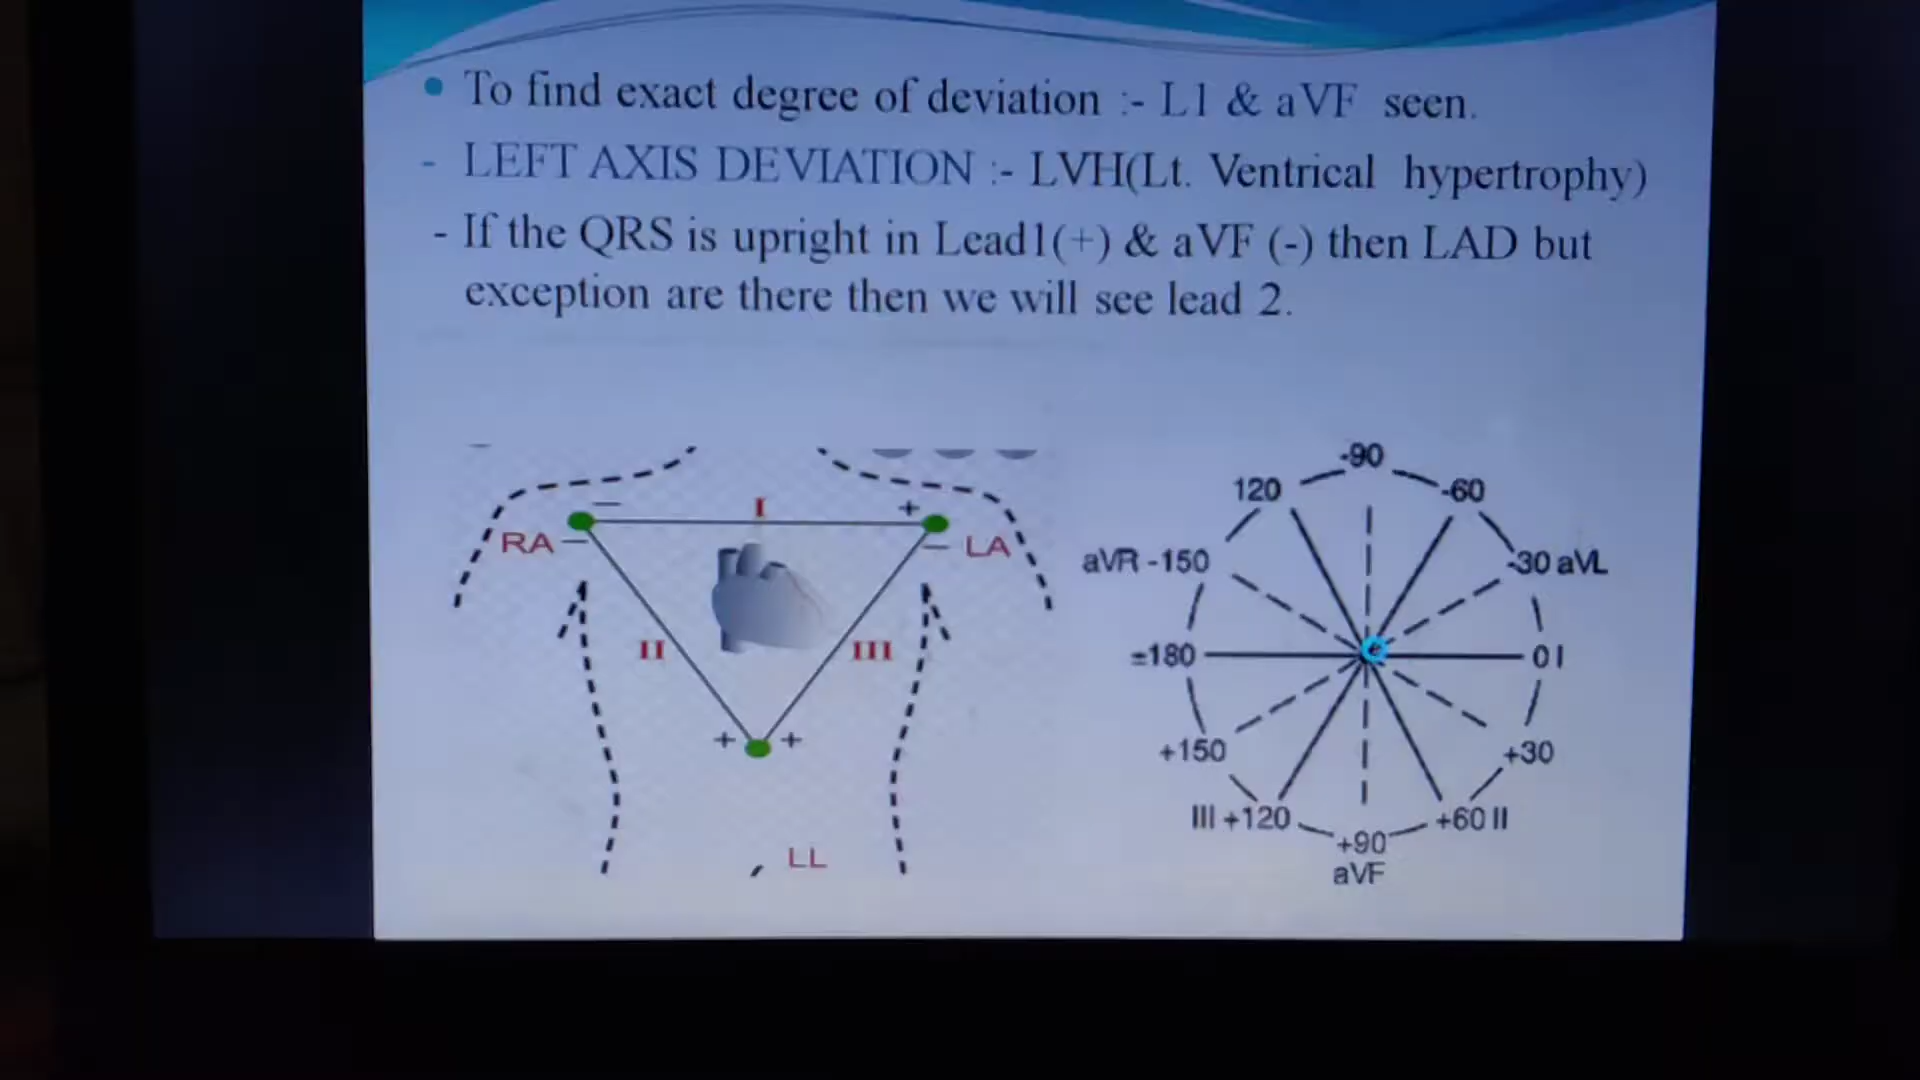 • To find exact degree of deviation :- L1 & aVF seen.
- LEFT AXIS DEVIATION :- LVH(Lt. Ventrical hypertrophy)
- If the QRS is upright in Lead1(+) & aVF (-) then LAD but
exception are there then we will see lead 2.
I
RA
LA
II
III
LL
-90
120
-60
aVR -150
-30 aVL
±180
0 I
+150
+30
III +120
+60 II
+90
aVF